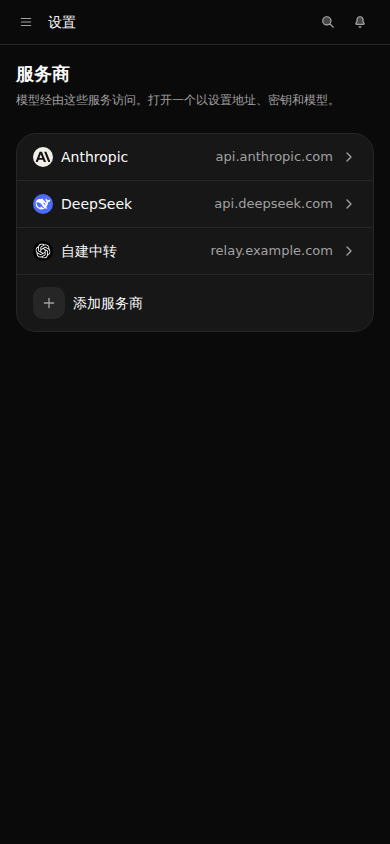 设置
服务商
模型经由这些服务访问。打开一个以设置地址、密钥和模型。
Anthropic api.anthropic.com
DeepSeek api.deepseek.com
自建中转 relay.example.com
添加服务商